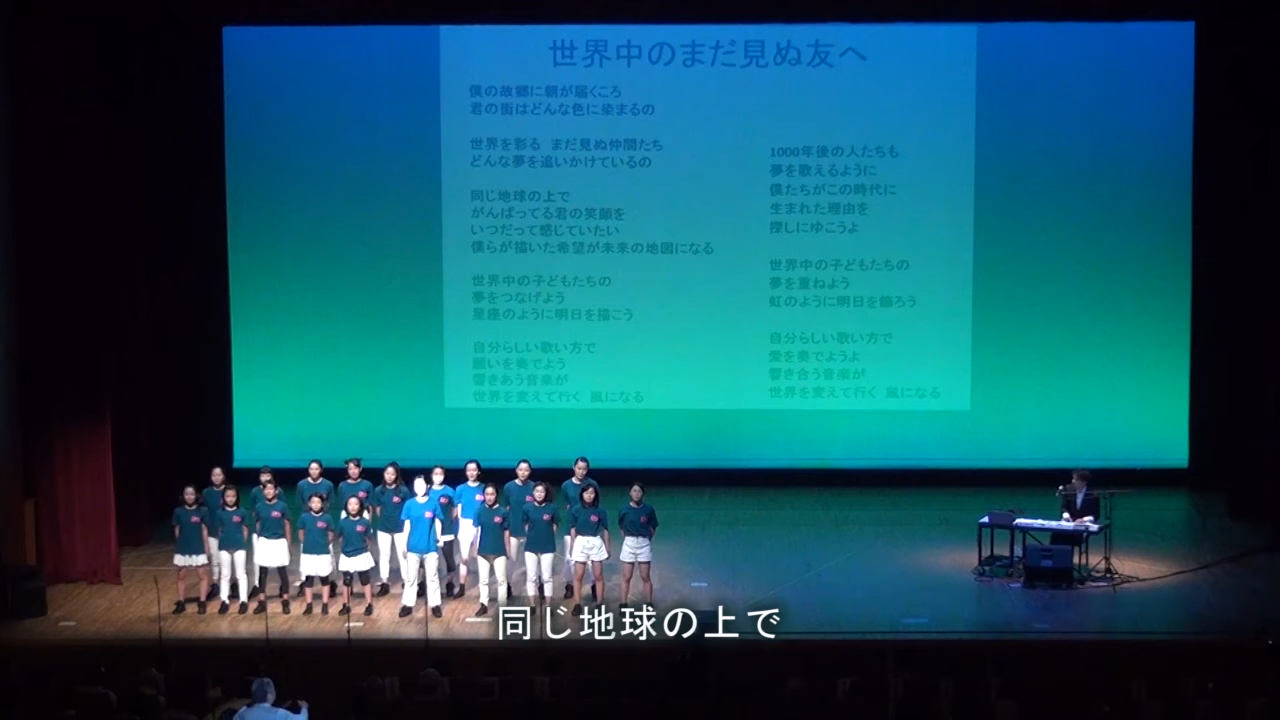 世界中のまだ見ぬ友へ
僕の故郷に朝が届くころ
君の街はどんな色に染まるの
世界を彩る まだ見ぬ仲間たち
どんな夢を追いかけているの
同じ地球の上で
がんばってる君の笑顔を
いつだって感じていたい
僕らが描いた希望が未来の地図になる
世界中の子どもたちの
夢をつなげよう
星座のように明日を描こう
自分らしい歌い方で
願いを奏でよう
響きあう音楽が
世界を変えて行く 風になる
1000年後の人たちも
夢を歌えるように
僕たちがこの時代に
生まれた理由を
探しにゆこうよ
世界中の子どもたちの
夢を重ねよう
虹のように明日を飾ろう
自分らしい歌い方で
愛を奏でようよ
響き合う音楽が
世界を変えて行く 風になる
同じ地球の上で